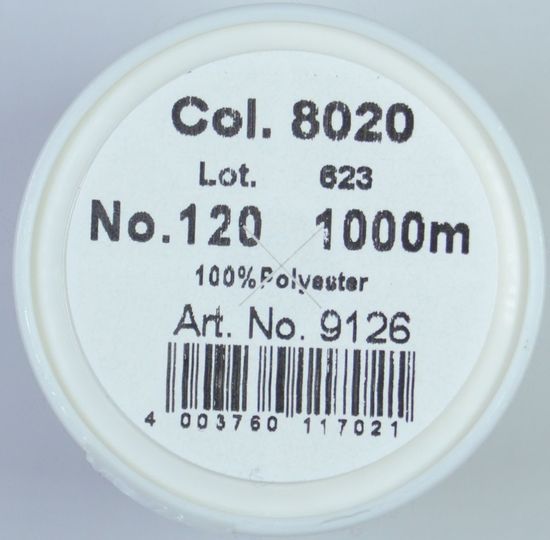 Col. 8020
Lot. 623
No.120 1000m
100%Polyester
Art. No. 9126
4 003760 117021